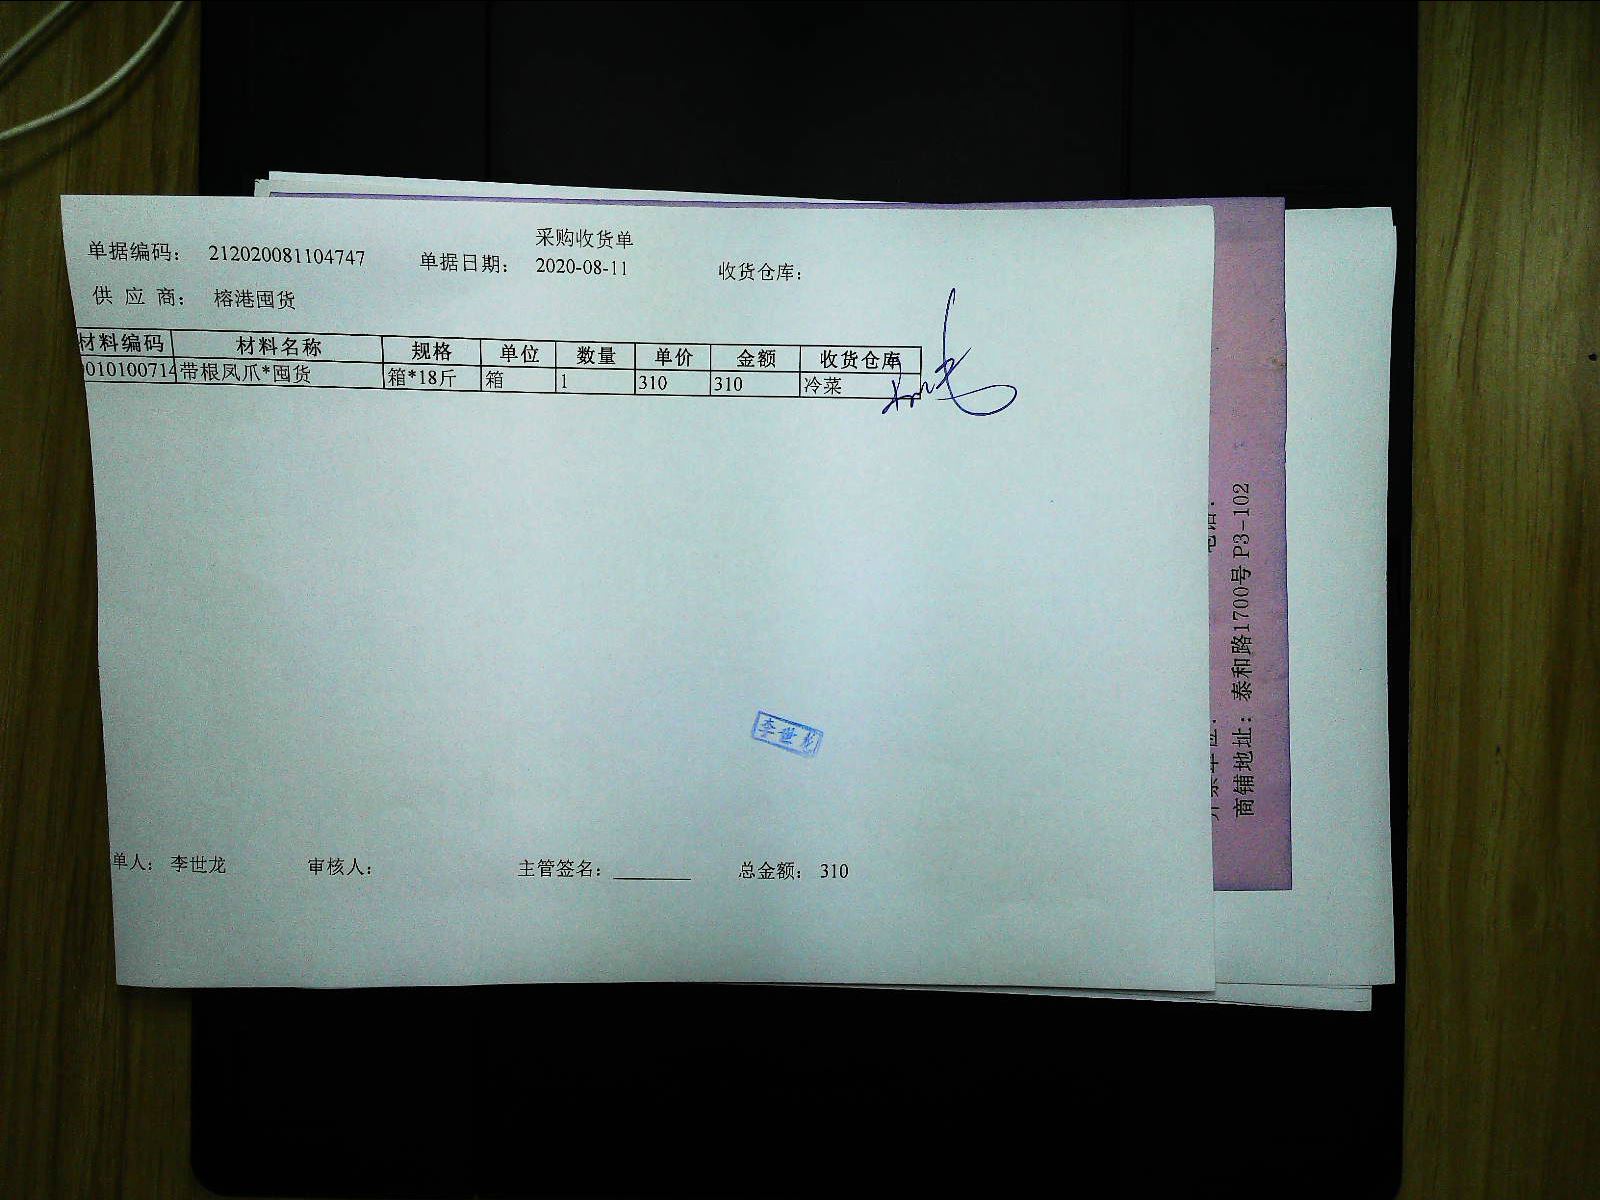 采购收货单
单据编码： 212020081104747 单据日期： 2020-08-11 收货仓库：
供 应 商： 榕港囤货
材料编码 材料名称 规格 单位 数量 单价 金额 收货仓库
010100714 带根凤爪*囤货 箱*18斤 箱 1 310 310 冷菜
李世
单人： 李世龙 审核人： 主管签名： ________ 总金额： 310
商铺地址：泰和路1700号 P3-102